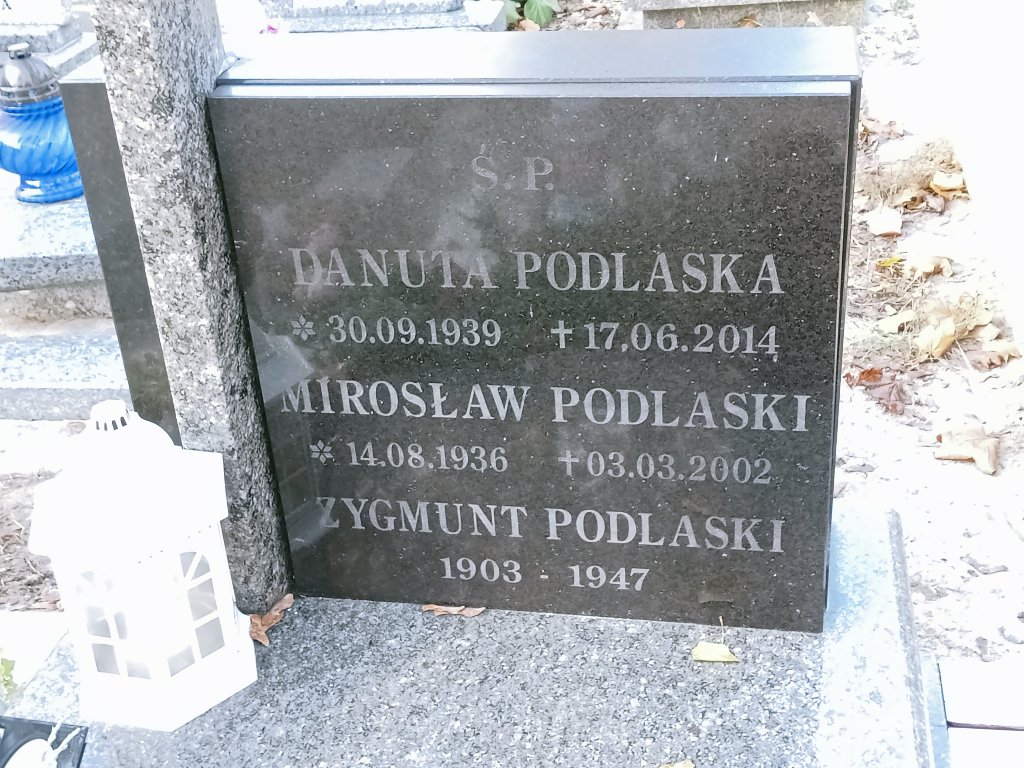 Ś.P.
DANUTA PODLASKA
* 30.09.1939 † 17.06.2014
MIROSŁAW PODLASKI
* 14.08.1936 † 03.03.2002
ZYGMUNT PODLASKI
1903 - 1947